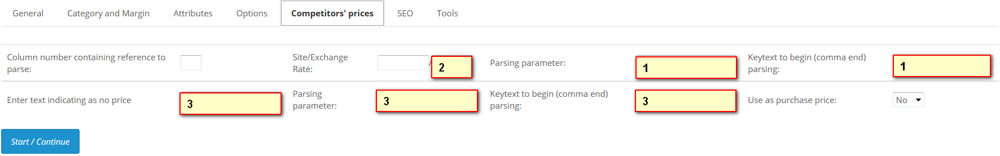 General Category and Margin Attributes Options Competitors' prices SEO Tools
Column number containing reference to
parse:
Site/Exchange
Rate:
/
2
Parsing parameter:
1
Keytext to begin (comma end)
parsing:
1
Enter text indicating as no price
3
Parsing
parameter:
3
Keytext to begin (comma end)
parsing:
3
Use as purchase price:
No
Start / Continue